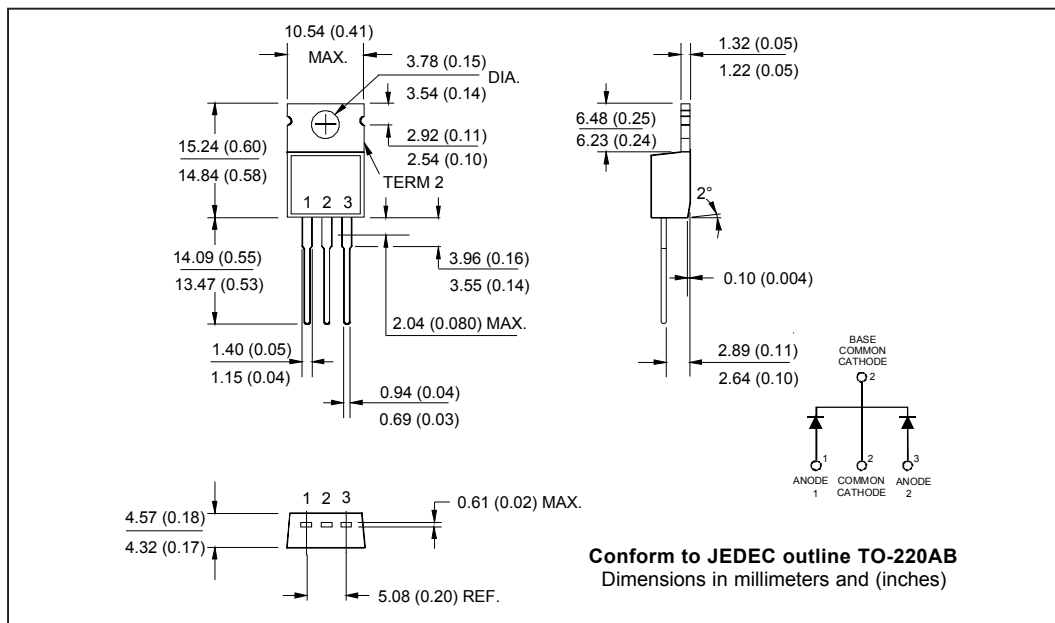 10.54 (0.41)
MAX.
3.78 (0.15)
3.54 (0.14)
DIA.
2.92 (0.11)
2.54 (0.10)
TERM 2
15.24 (0.60)
14.84 (0.58)
1 2 3
14.09 (0.55)
13.47 (0.53)
3.96 (0.16)
3.55 (0.14)
2.04 (0.080) MAX.
1.40 (0.05)
1.15 (0.04)
0.94 (0.04)
0.69 (0.03)
1.32 (0.05)
1.22 (0.05)
6.48 (0.25)
6.23 (0.24)
2°
0.10 (0.004)
2.89 (0.11)
2.64 (0.10)
BASE
COMMON
CATHODE
2
1 2 3
ANODE
1
COMMON
CATHODE
ANODE
2
1 2 3
4.57 (0.18)
4.32 (0.17)
0.61 (0.02) MAX.
5.08 (0.20) REF.
Conform to JEDEC outline TO-220AB
Dimensions in millimeters and (inches)